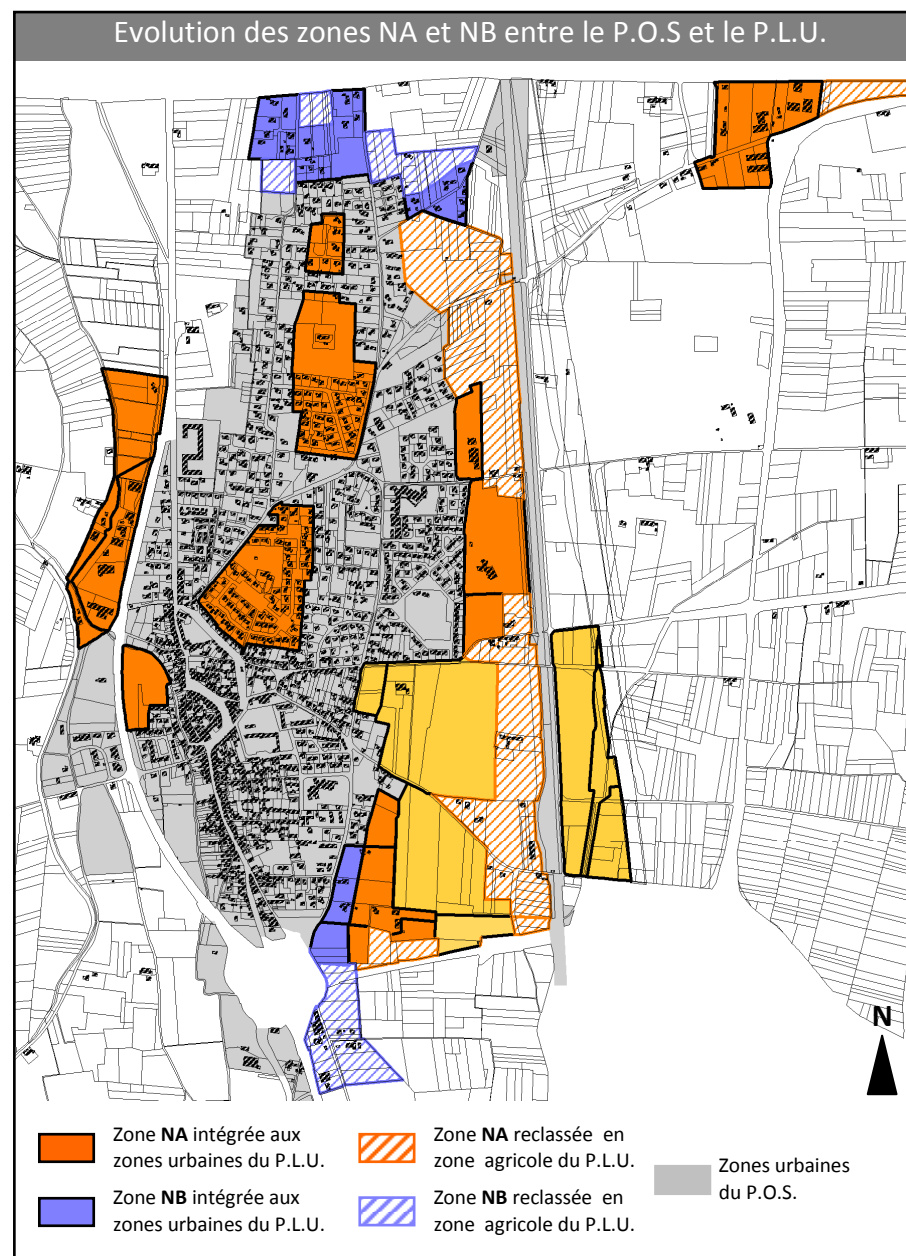 Evolution des zones NA et NB entre le P.O.S et le P.L.U.
N
Zone NA intégrée aux
zones urbaines du P.L.U.
Zone NA reclassée en
zone agricole du P.L.U.
Zones urbaines
du P.O.S.
Zone NB intégrée aux
zones urbaines du P.L.U.
Zone NB reclassée en
zone agricole du P.L.U.